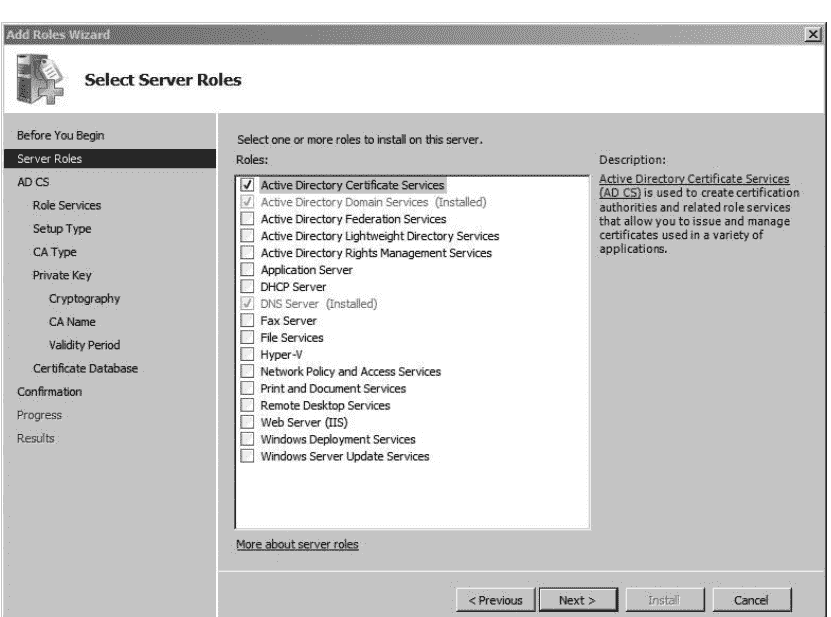 Add Roles Wizard
Select Server Roles
Before You Begin
Server Roles
AD CS
Role Services
Setup Type
CA Type
Private Key
Cryptography
CA Name
Validity Period
Certificate Database
Confirmation
Progress
Results
Select one or more roles to install on this server.
Roles:
Active Directory Certificate Services
Active Directory Domain Services (Installed)
Active Directory Federation Services
Active Directory Lightweight Directory Services
Active Directory Rights Management Services
Application Server
DHCP Server
DNS Server (Installed)
Fax Server
File Services
Hyper-V
Network Policy and Access Services
Print and Document Services
Remote Desktop Services
Web Server (IIS)
Windows Deployment Services
Windows Server Update Services
More about server roles
Description:
Active Directory Certificate Services
(AD CS) is used to create certification
authorities and related role services
that allow you to issue and manage
certificates used in a variety of
applications.
< Previous
Next >
Install
Cancel